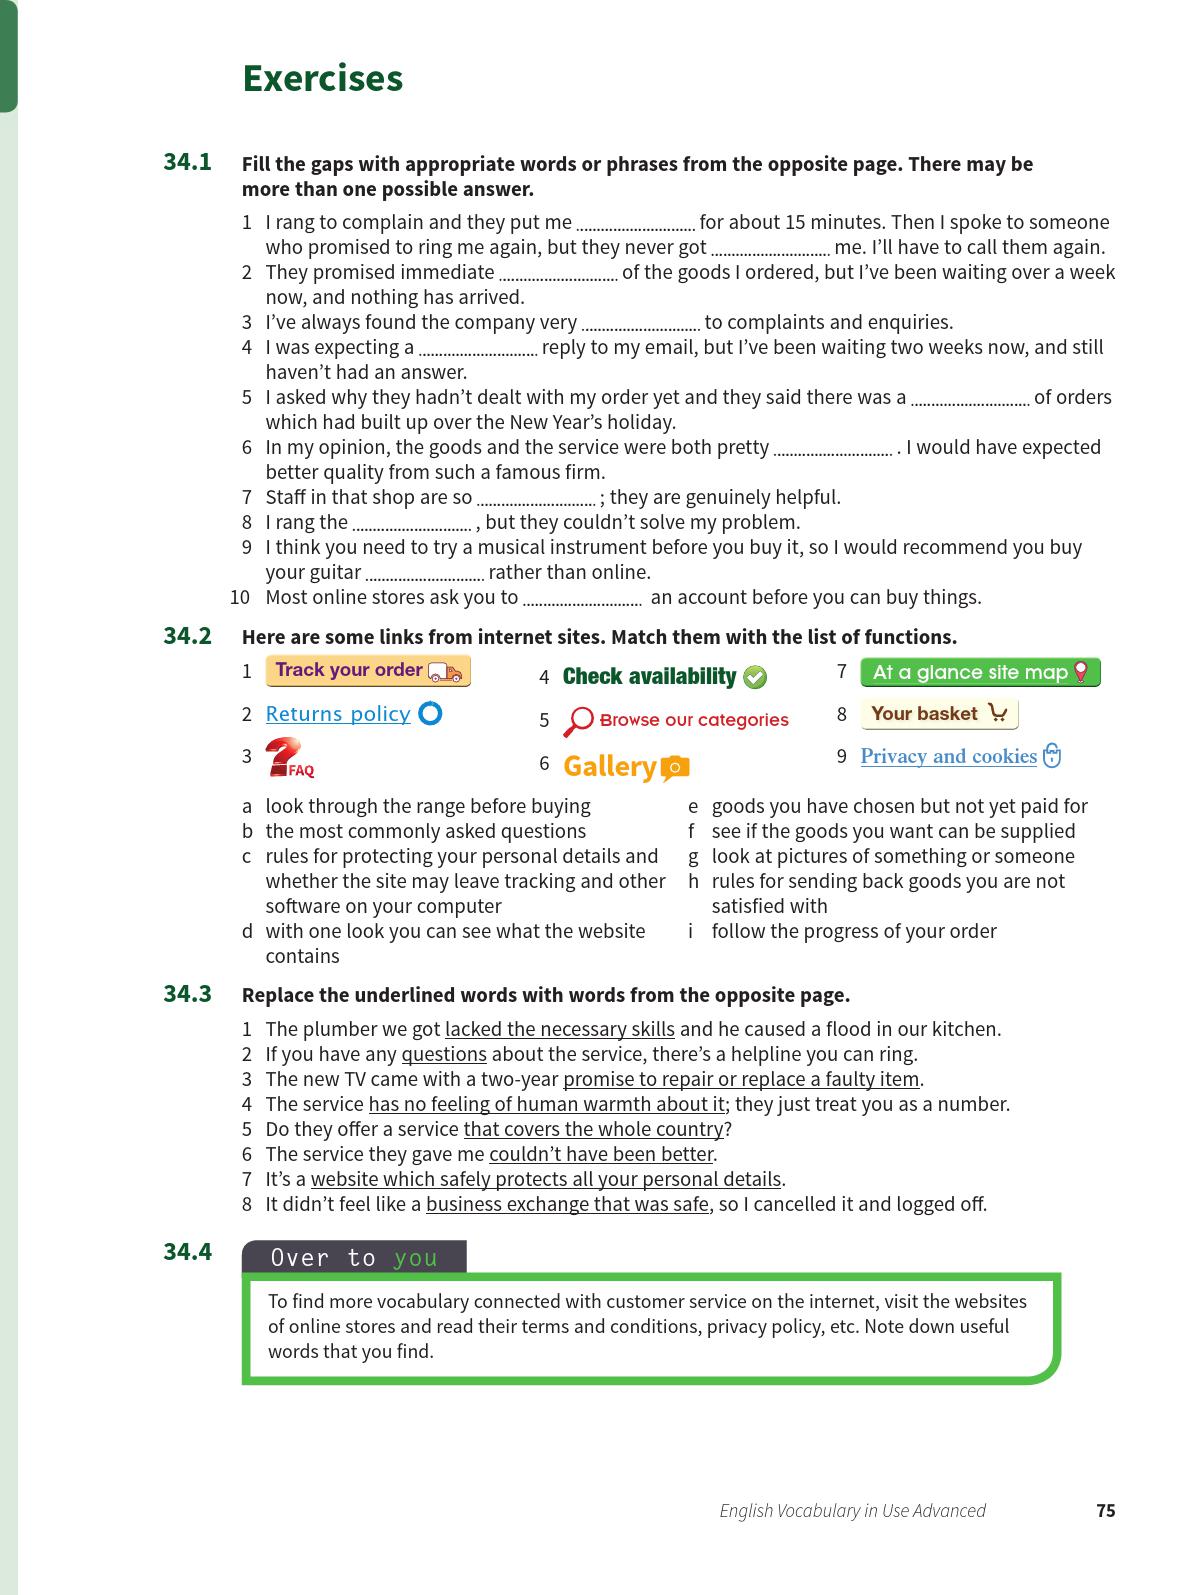 Exercises
34.1 Fill the gaps with appropriate words or phrases from the opposite page. There may be
more than one possible answer.
1 I rang to complain and they put me ............................ for about 15 minutes. Then I spoke to someone
who promised to ring me again, but they never got ............................ me. I’ll have to call them again.
2 They promised immediate ............................ of the goods I ordered, but I’ve been waiting over a week
now, and nothing has arrived.
3 I’ve always found the company very ............................ to complaints and enquiries.
4 I was expecting a ............................ reply to my email, but I’ve been waiting two weeks now, and still
haven’t had an answer.
5 I asked why they hadn’t dealt with my order yet and they said there was a ............................ of orders
which had built up over the New Year’s holiday.
6 In my opinion, the goods and the service were both pretty ............................ . I would have expected
better quality from such a famous firm.
7 Staff in that shop are so ............................ ; they are genuinely helpful.
8 I rang the ............................ , but they couldn’t solve my problem.
9 I think you need to try a musical instrument before you buy it, so I would recommend you buy
your guitar ............................ rather than online.
10 Most online stores ask you to ............................ an account before you can buy things.
34.2 Here are some links from internet sites. Match them with the list of functions.
1 Track your order
2 Returns policy
3 ? FAQ
4 Check availability
5 Browse our categories
6 Gallery
7 At a glance site map
8 Your basket
9 Privacy and cookies
a look through the range before buying
b the most commonly asked questions
c rules for protecting your personal details and
whether the site may leave tracking and other
software on your computer
d with one look you can see what the website
contains
e goods you have chosen but not yet paid for
f see if the goods you want can be supplied
g look at pictures of something or someone
h rules for sending back goods you are not
satisfied with
i follow the progress of your order
34.3 Replace the underlined words with words from the opposite page.
1 The plumber we got lacked the necessary skills and he caused a flood in our kitchen.
2 If you have any questions about the service, there’s a helpline you can ring.
3 The new TV came with a two-year promise to repair or replace a faulty item.
4 The service has no feeling of human warmth about it; they just treat you as a number.
5 Do they offer a service that covers the whole country?
6 The service they gave me couldn’t have been better.
7 It’s a website which safely protects all your personal details.
8 It didn’t feel like a business exchange that was safe, so I cancelled it and logged off.
34.4 Over to you
To find more vocabulary connected with customer service on the internet, visit the websites
of online stores and read their terms and conditions, privacy policy, etc. Note down useful
words that you find.
English Vocabulary in Use Advanced 75